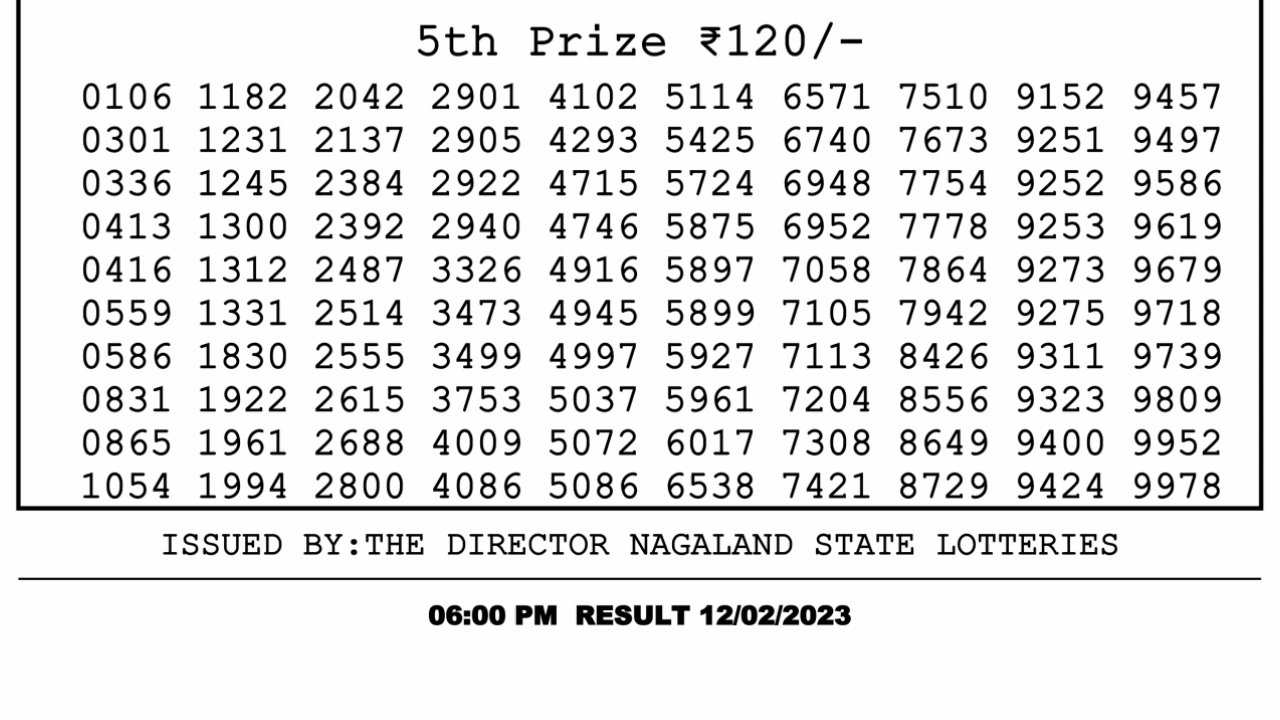 5th Prize ₹120/-
0106 1182 2042 2901 4102 5114 6571 7510 9152 9457
0301 1231 2137 2905 4293 5425 6740 7673 9251 9497
0336 1245 2384 2922 4715 5724 6948 7754 9252 9586
0413 1300 2392 2940 4746 5875 6952 7778 9253 9619
0416 1312 2487 3326 4916 5897 7058 7864 9273 9679
0559 1331 2514 3473 4945 5899 7105 7942 9275 9718
0586 1830 2555 3499 4997 5927 7113 8426 9311 9739
0831 1922 2615 3753 5037 5961 7204 8556 9323 9809
0865 1961 2688 4009 5072 6017 7308 8649 9400 9952
1054 1994 2800 4086 5086 6538 7421 8729 9424 9978
ISSUED BY:THE DIRECTOR NAGALAND STATE LOTTERIES
06:00 PM RESULT 12/02/2023